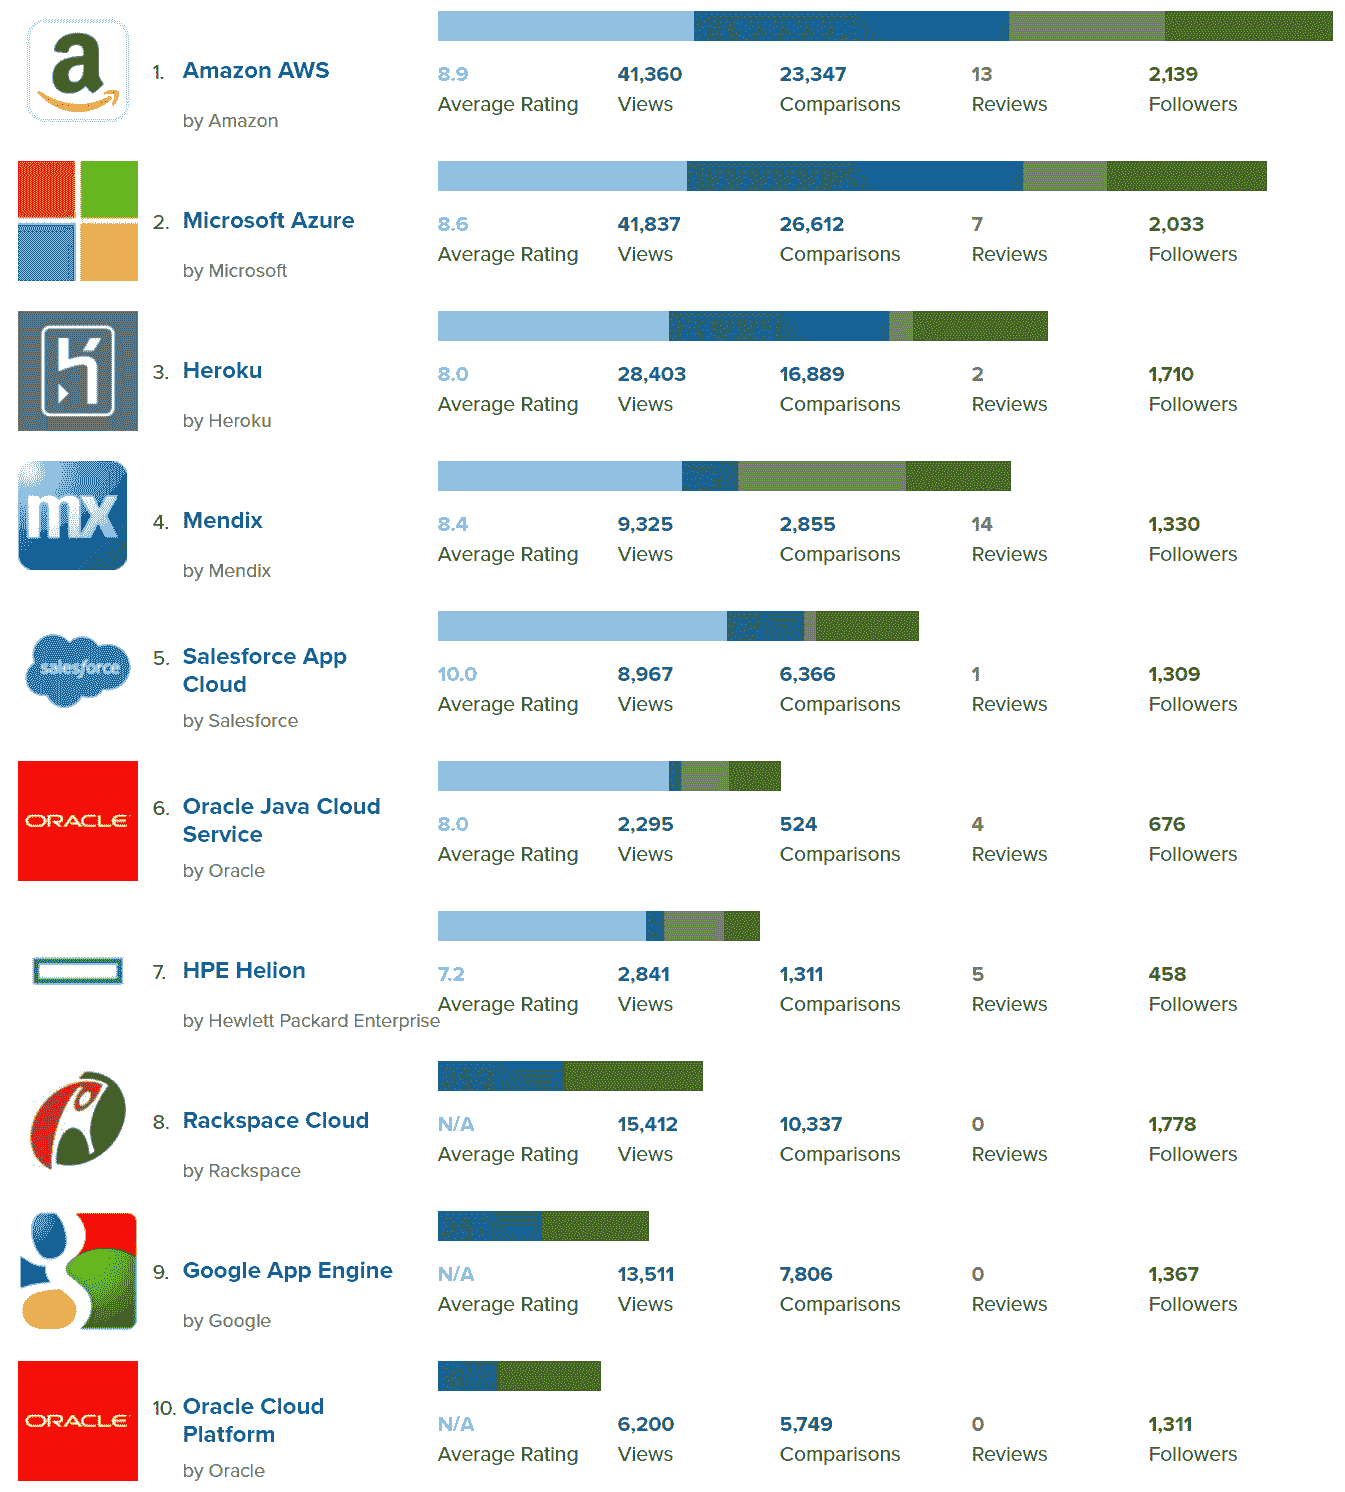 a
1. Amazon AWS
by Amazon
8.9 41,360 23,347 13 2,139
Average Rating Views Comparisons Reviews Followers
2. Microsoft Azure
by Microsoft
8.6 41,837 26,612 7 2,033
Average Rating Views Comparisons Reviews Followers
3. Heroku
by Heroku
8.0 28,403 16,889 2 1,710
Average Rating Views Comparisons Reviews Followers
mx
4. Mendix
by Mendix
8.4 9,325 2,855 14 1,330
Average Rating Views Comparisons Reviews Followers
salesforce
5. Salesforce App
Cloud
by Salesforce
10.0 8,967 6,366 1 1,309
Average Rating Views Comparisons Reviews Followers
ORACLE
6. Oracle Java Cloud
Service
by Oracle
8.0 2,295 524 4 676
Average Rating Views Comparisons Reviews Followers
7. HPE Helion
by Hewlett Packard Enterprise
7.2 2,841 1,311 5 458
Average Rating Views Comparisons Reviews Followers
8. Rackspace Cloud
by Rackspace
N/A 15,412 10,337 0 1,778
Average Rating Views Comparisons Reviews Followers
9. Google App Engine
by Google
N/A 13,511 7,806 0 1,367
Average Rating Views Comparisons Reviews Followers
ORACLE
10. Oracle Cloud
Platform
by Oracle
N/A 6,200 5,749 0 1,311
Average Rating Views Comparisons Reviews Followers